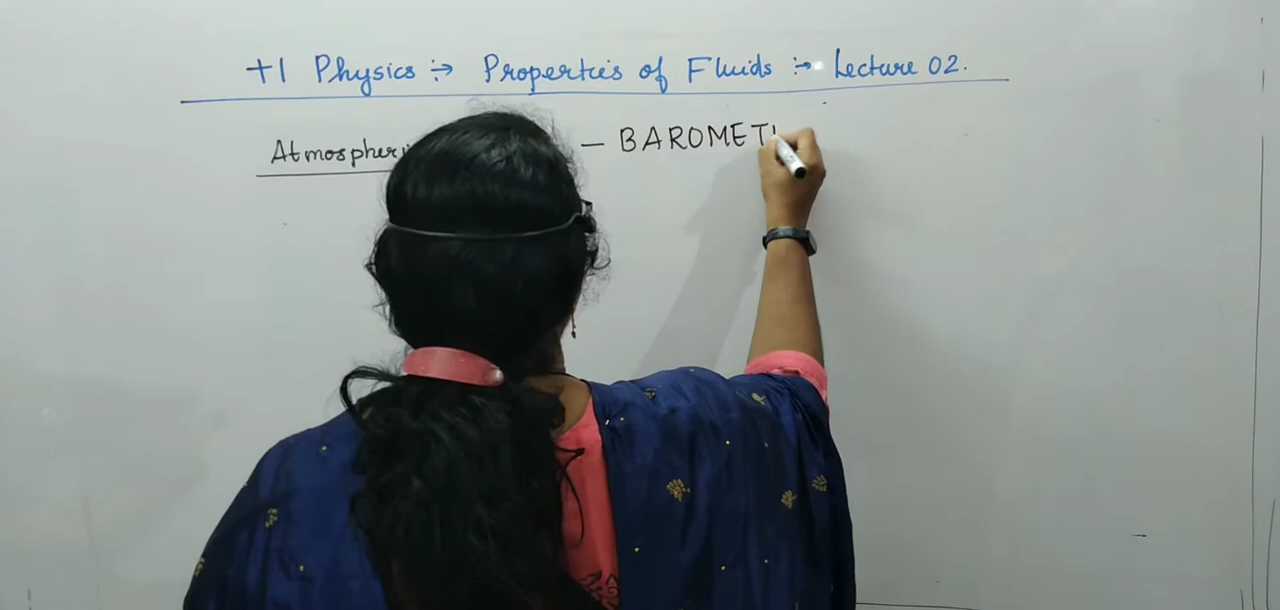 +1 Physics :→ Properties of Fluids :→ Lecture 02.
— BAROMET